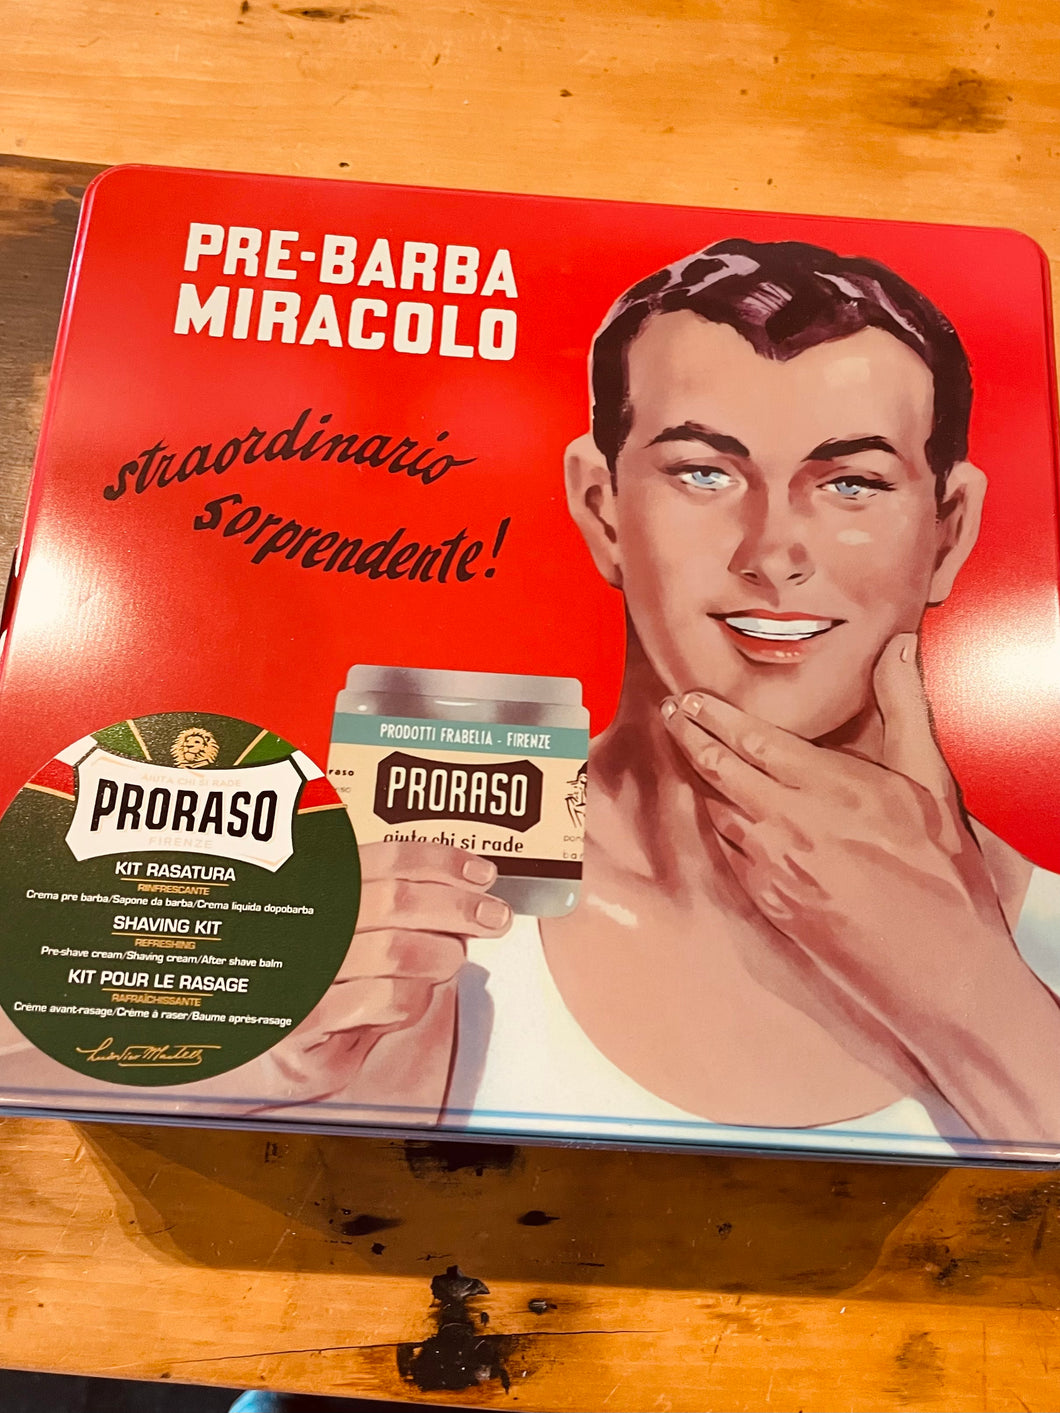 PRE-BARBA
MIRACOLO
straordinario
sorprendente!
PRODOTTI FRABELIA - FIRENZE
raso
PRORASO
aiuta chi si rade
AIUTA CHI SI RADE
PRORASO
FIRENZE
KIT RASATURA
RINFRESCANTE
Crema pre barba/Sapone da barba/Crema liquida dopobarba
SHAVING KIT
REFRESHING
Pre-shave cream/Shaving cream/After shave balm
KIT POUR LE RASAGE
RAFRAÎCHISSANTE
Crème avant-rasage/Crème à raser/Baume après-rasage